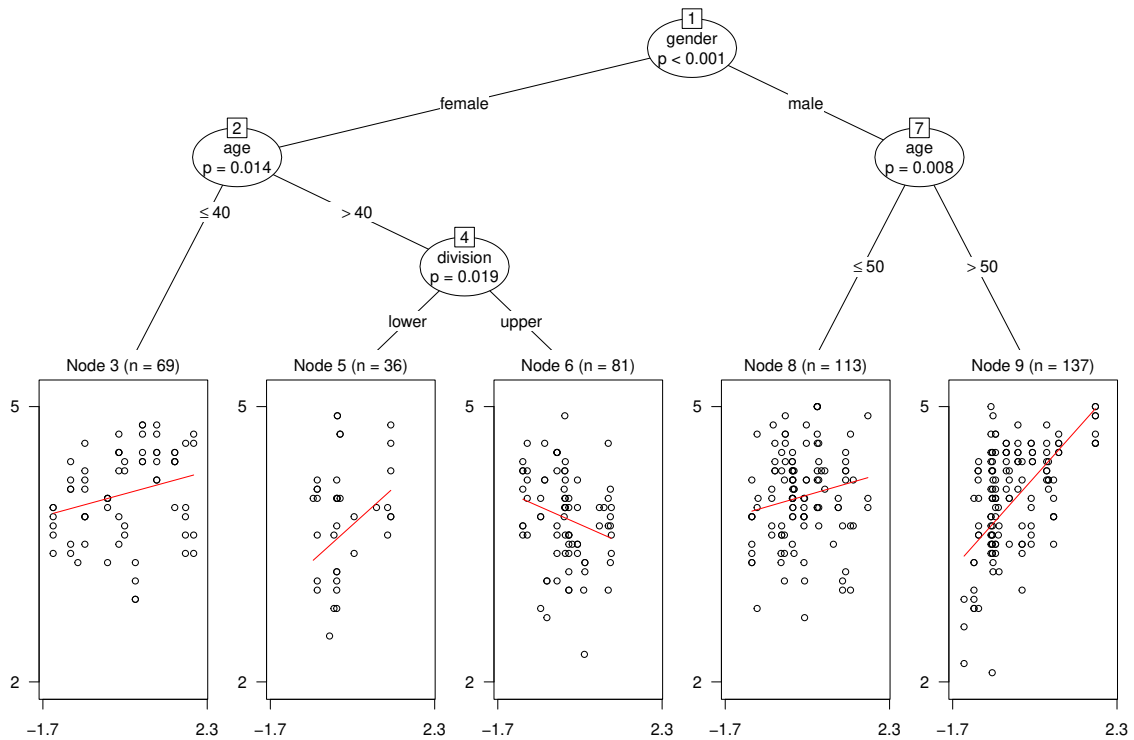 1
gender
p < 0.001
female
male
2
age
p = 0.014
7
age
p = 0.008
≤ 40
> 40
4
division
p = 0.019
≤ 50
> 50
lower
upper
Node 3 (n = 69)
Node 5 (n = 36)
Node 6 (n = 81)
Node 8 (n = 113)
Node 9 (n = 137)
5
5
5
5
5
2
2
2
2
2
−1.7
2.3
−1.7
2.3
−1.7
2.3
−1.7
2.3
−1.7
2.3